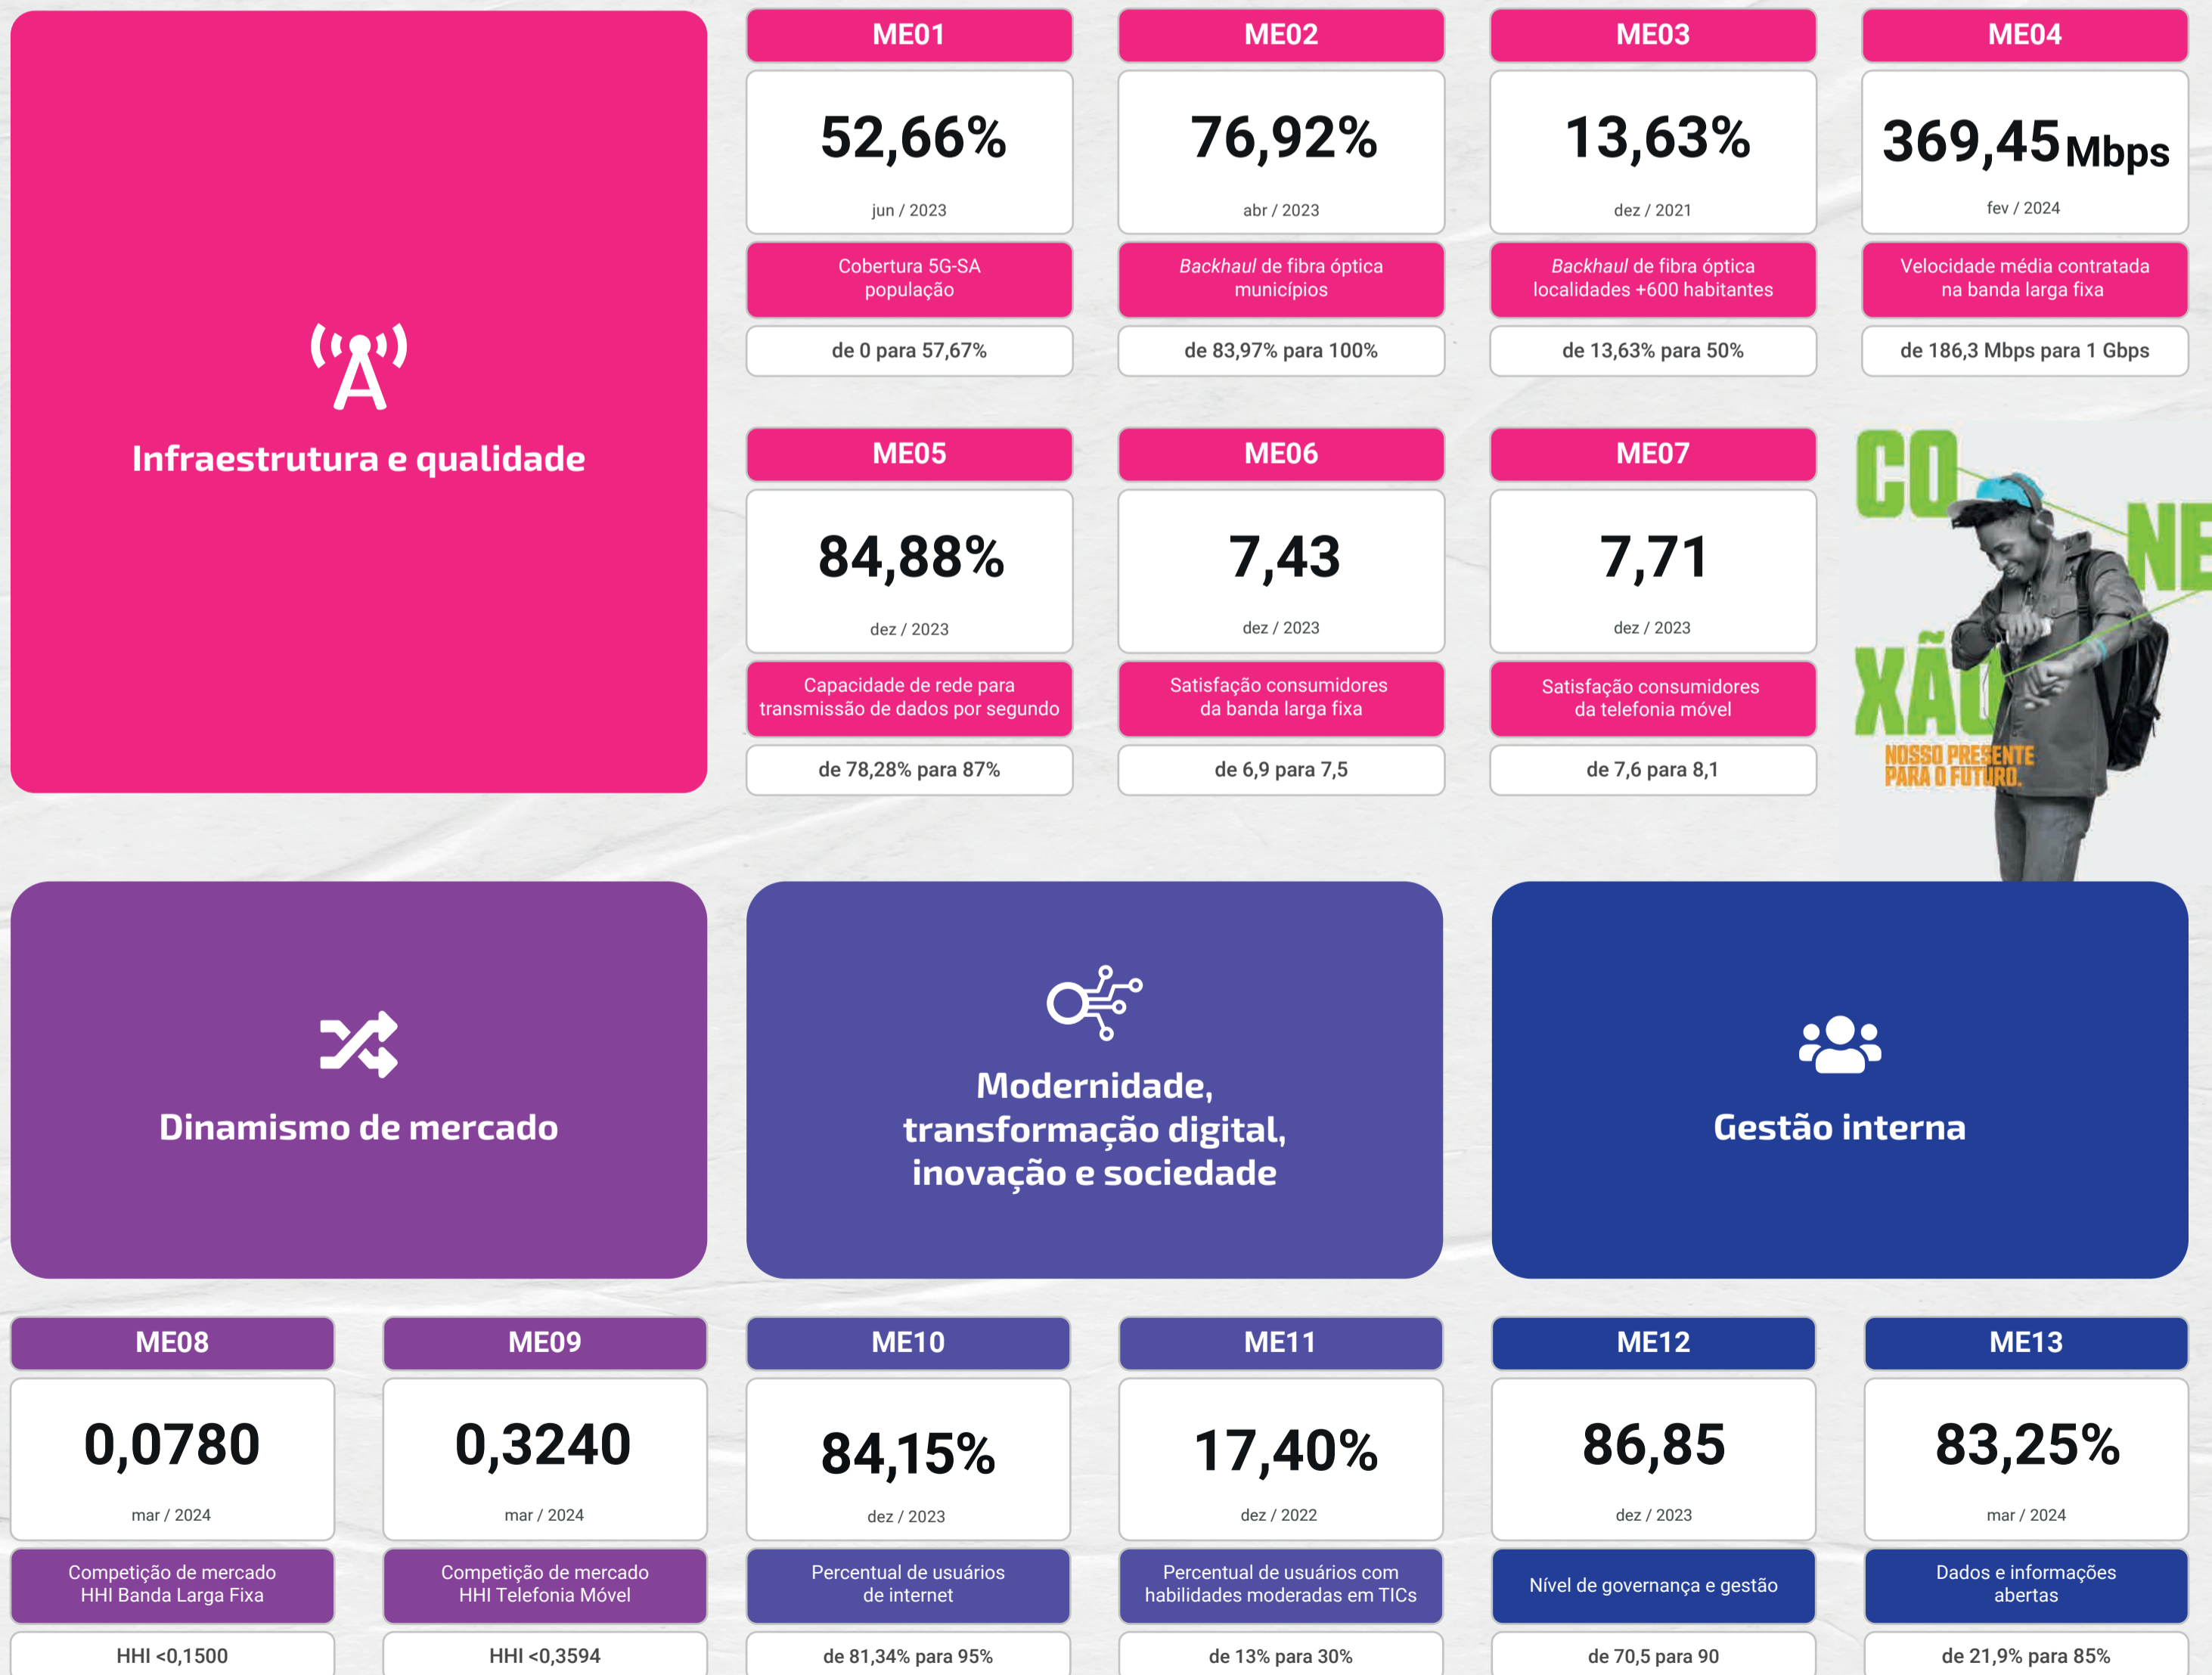 Infraestrutura e qualidade
ME01
52,66%
jun / 2023
Cobertura 5G-SA
população
de 0 para 57,67%
ME02
76,92%
abr / 2023
Backhaul de fibra óptica
municípios
de 83,97% para 100%
ME03
13,63%
dez / 2021
Backhaul de fibra óptica
localidades +600 habitantes
de 13,63% para 50%
ME04
369,45 Mbps
fev / 2024
Velocidade média contratada
na banda larga fixa
de 186,3 Mbps para 1 Gbps
ME05
84,88%
dez / 2023
Capacidade de rede para
transmissão de dados por segundo
de 78,28% para 87%
ME06
7,43
dez / 2023
Satisfação consumidores
da banda larga fixa
de 6,9 para 7,5
ME07
7,71
dez / 2023
Satisfação consumidores
da telefonia móvel
de 7,6 para 8,1
CO
NE
XÃO
NOSSO PRESENTE
PARA O FUTURO.
Dinamismo de mercado
Modernidade,
transformação digital,
inovação e sociedade
Gestão interna
ME08
0,0780
mar / 2024
Competição de mercado
HHI Banda Larga Fixa
HHI <0,1500
ME09
0,3240
mar / 2024
Competição de mercado
HHI Telefonia Móvel
HHI <0,3594
ME10
84,15%
dez / 2023
Percentual de usuários
de internet
de 81,34% para 95%
ME11
17,40%
dez / 2022
Percentual de usuários com
habilidades moderadas em TICs
de 13% para 30%
ME12
86,85
dez / 2023
Nível de governança e gestão
de 70,5 para 90
ME13
83,25%
mar / 2024
Dados e informações
abertas
de 21,9% para 85%